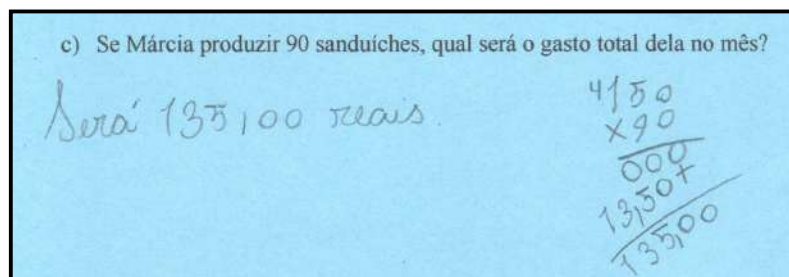 c) Se Márcia produzir 90 sanduíches, qual será o gasto total dela no mês?
Será 135,00 reais.
4150
x90
000
13,50+
135,00